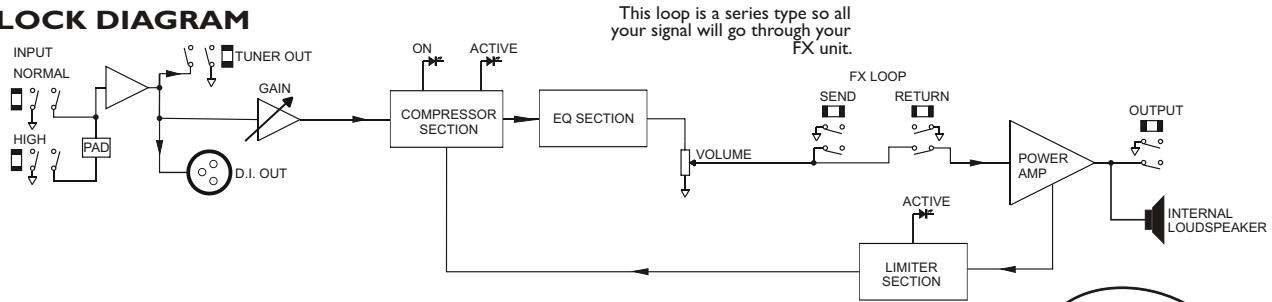 LOCK DIAGRAM
This loop is a series type so all
your signal will go through your
FX unit.
INPUT
NORMAL
HIGH
PAD
TUNER OUT
D.I. OUT
GAIN
ON
ACTIVE
COMPRESSOR
SECTION
EQ SECTION
VOLUME
FX LOOP
SEND
RETURN
POWER
AMP
OUTPUT
INTERNAL
LOUDSPEAKER
ACTIVE
LIMITER
SECTION